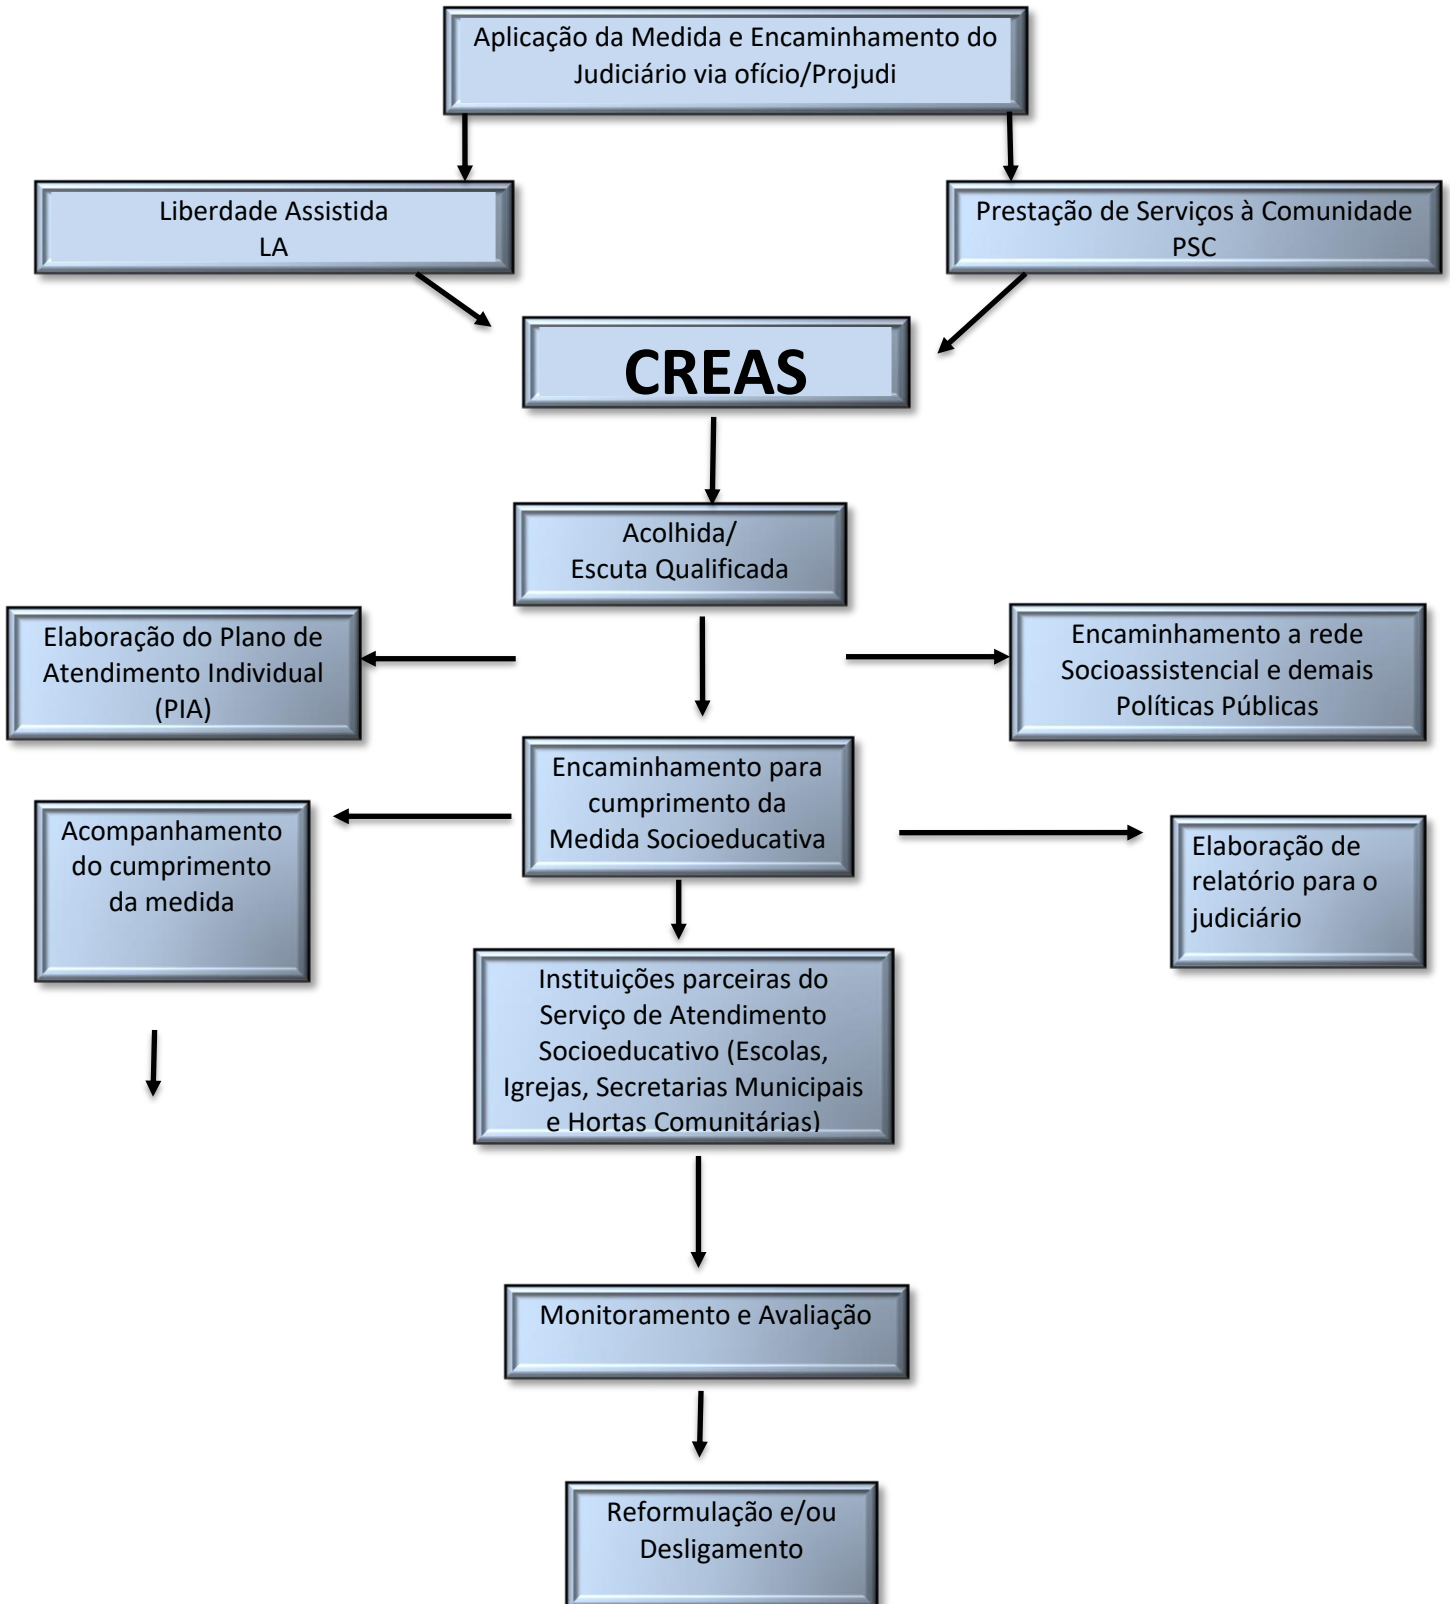 Aplicação da Medida e Encaminhamento do
Judiciário via ofício/Projudi
Liberdade Assistida
LA
Prestação de Serviços à Comunidade
PSC
CREAS
Acolhida/
Escuta Qualificada
Elaboração do Plano de
Atendimento Individual
(PIA)
Encaminhamento a rede
Socioassistencial e demais
Políticas Públicas
Encaminhamento para
cumprimento da
Medida Socioeducativa
Acompanhamento
do cumprimento
da medida
Elaboração de
relatório para o
judiciário
Instituições parceiras do
Serviço de Atendimento
Socioeducativo (Escolas,
Igrejas, Secretarias Municipais
e Hortas Comunitárias)
Monitoramento e Avaliação
Reformulação e/ou
Desligamento